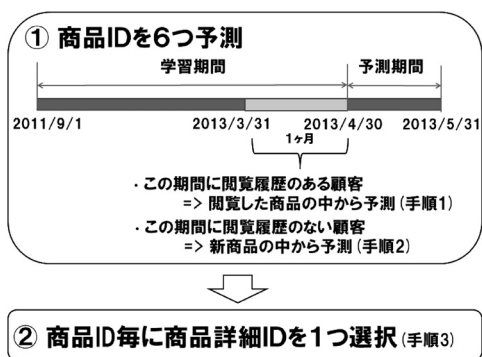 ① 商品IDを6つ予測
学習期間 予測期間
2011/9/1 2013/3/31 2013/4/30 2013/5/31
1ヶ月
・この期間に閲覧履歴のある顧客
=> 閲覧した商品の中から予測(手順1)
・この期間に閲覧履歴のない顧客
=> 新商品の中から予測(手順2)
② 商品ID毎に商品詳細IDを1つ選択(手順3)